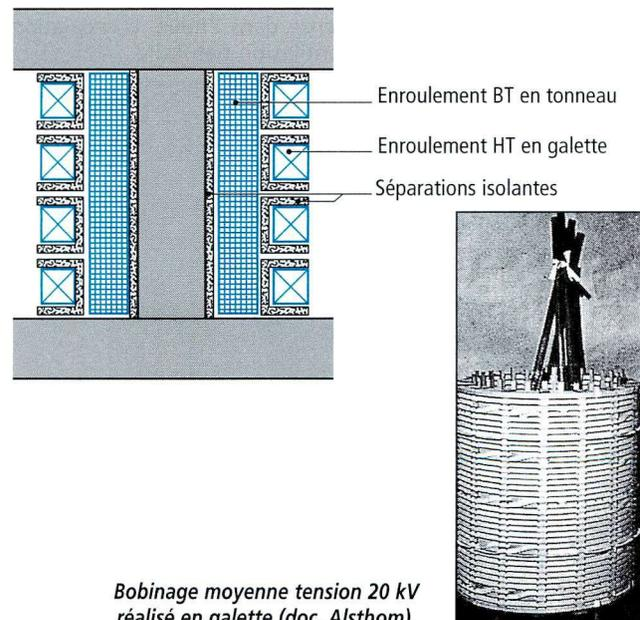 Enroulement BT en tonneau
Enroulement HT en galette
Séparations isolantes
Bobinage moyenne tension 20 kV
réalisé en galette (doc. Alsthom)